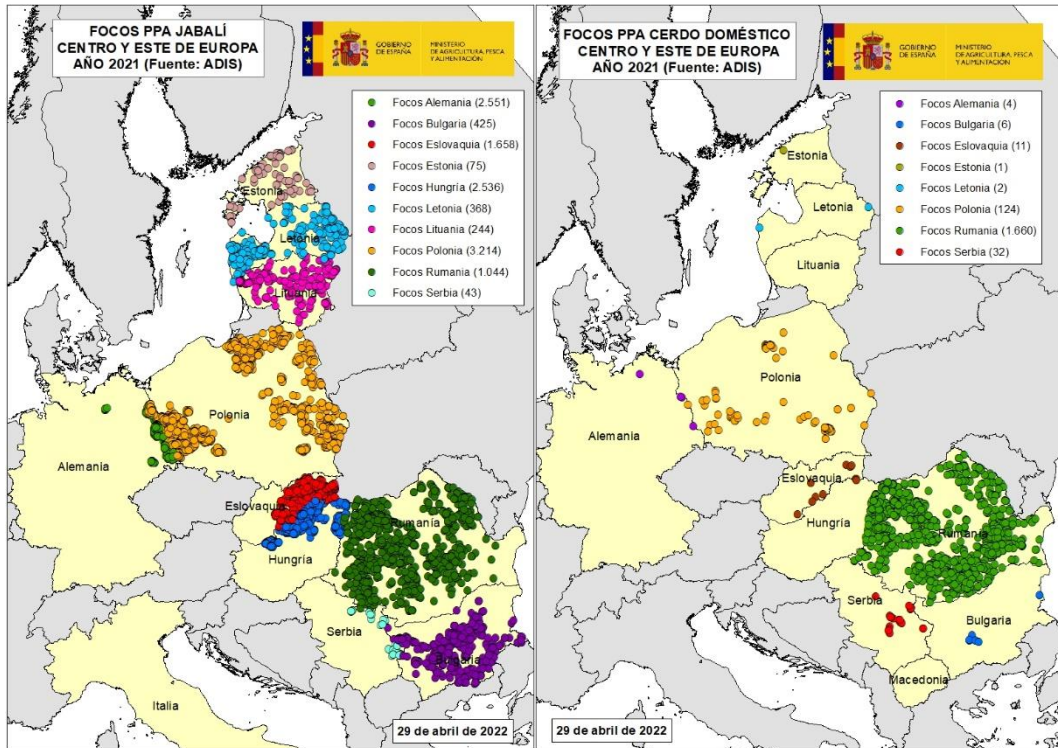 FOCOS PPA JABALÍ
CENTRO Y ESTE DE EUROPA
AÑO 2021 (Fuente: ADIS)
GOBIERNO
DE ESPAÑA
MINISTERIO
DE AGRICULTURA, PESCA
Y ALIMENTACIÓN
Focos Alemania (2.551)
Focos Bulgaria (425)
Focos Eslovaquia (1.658)
Focos Estonia (75)
Focos Hungría (2.536)
Focos Letonia (368)
Focos Lituania (244)
Focos Polonia (3.214)
Focos Rumania (1.044)
Focos Serbia (43)
Estonia
Letonia
Lituania
Polonia
Alemania
Eslovaquia
Rumanía
Hungría
Serbia
Bulgaria
Italia
29 de abril de 2022
FOCOS PPA CERDO DOMÉSTICO
CENTRO Y ESTE DE EUROPA
AÑO 2021 (Fuente: ADIS)
GOBIERNO
DE ESPAÑA
MINISTERIO
DE AGRICULTURA, PESCA
Y ALIMENTACIÓN
Focos Alemania (4)
Focos Bulgaria (6)
Focos Eslovaquia (11)
Focos Estonia (1)
Focos Letonia (2)
Focos Polonia (124)
Focos Rumania (1.660)
Focos Serbia (32)
Estonia
Letonia
Lituania
Polonia
Alemania
Eslovaquia
Hungría
Rumanía
Serbia
Bulgaria
Macedonia
29 de abril de 2022